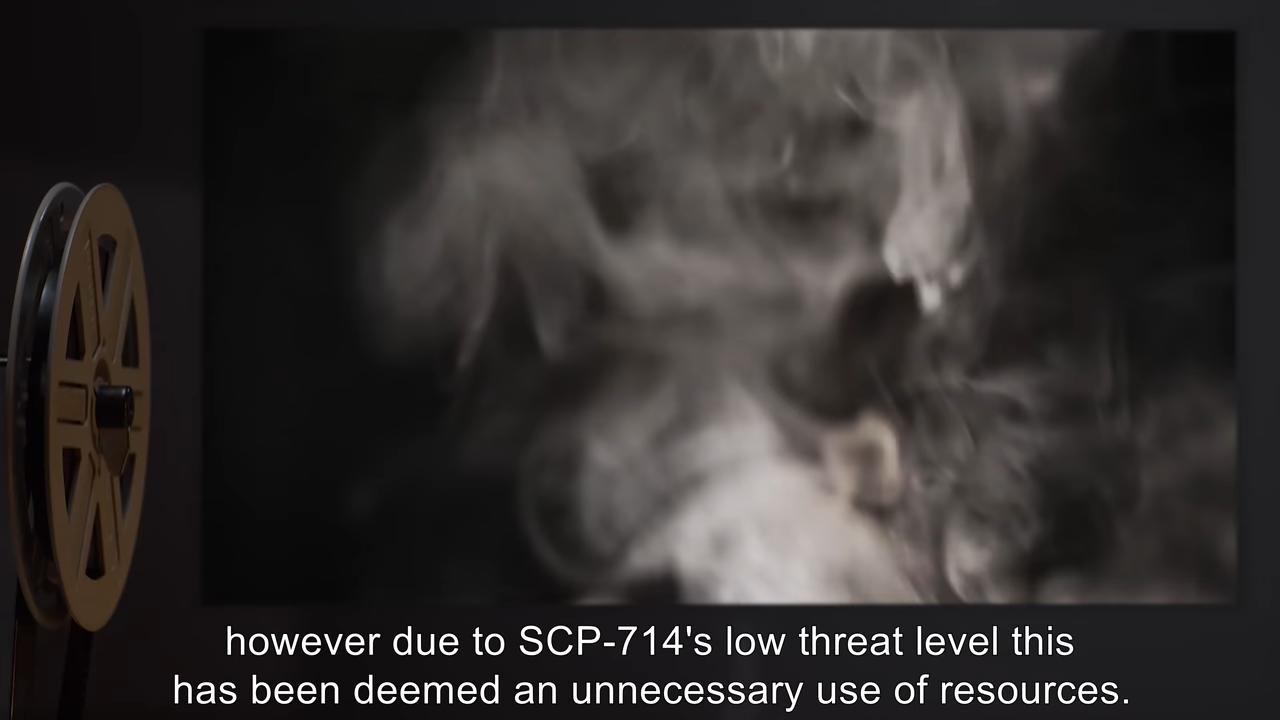 however due to SCP-714's low threat level this
has been deemed an unnecessary use of resources.